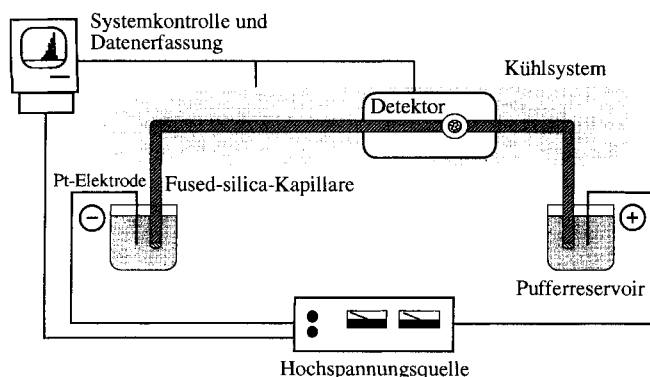 Systemkontrolle und
Datenerfassung
Kühlsystem
Detektor
Pt-Elektrode
Fused-silica-Kapillare
−
+
Pufferreservoir
Hochspannungsquelle